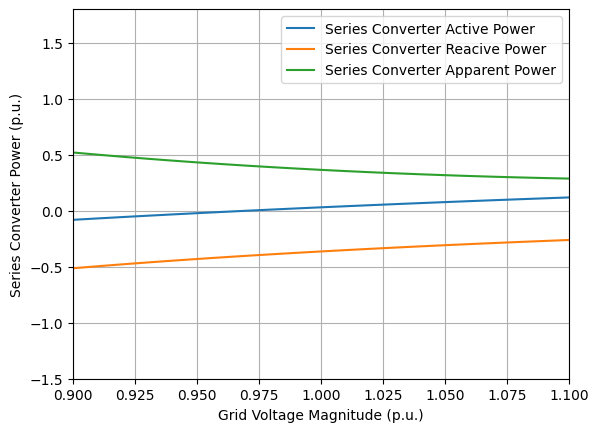 Series Converter Active Power
Series Converter Reacive Power
Series Converter Apparent Power
Series Converter Power (p.u.)
1.5
1.0
0.5
0.0
−0.5
−1.0
−1.5
0.900 0.925 0.950 0.975 1.000 1.025 1.050 1.075 1.100
Grid Voltage Magnitude (p.u.)